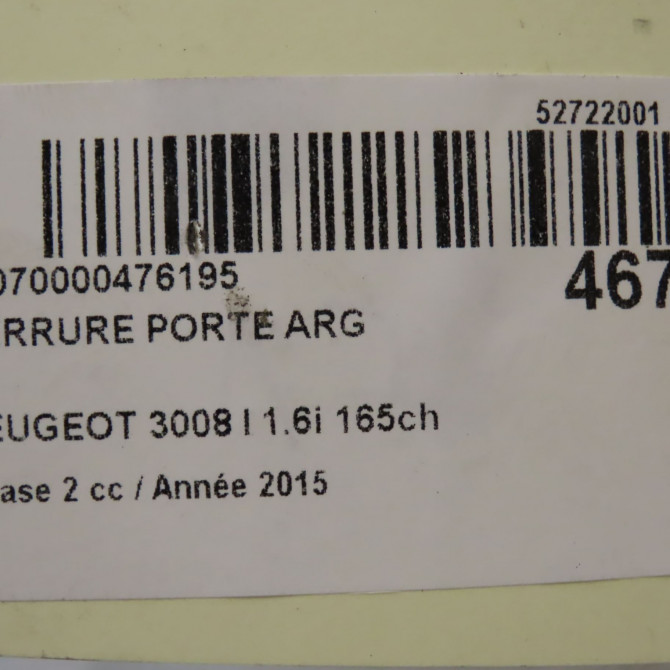 52722001
070000476195
467
RRURE PORTE ARG
EUGEOT 3008 I 1.6i 165ch
ase 2 cc / Année 2015